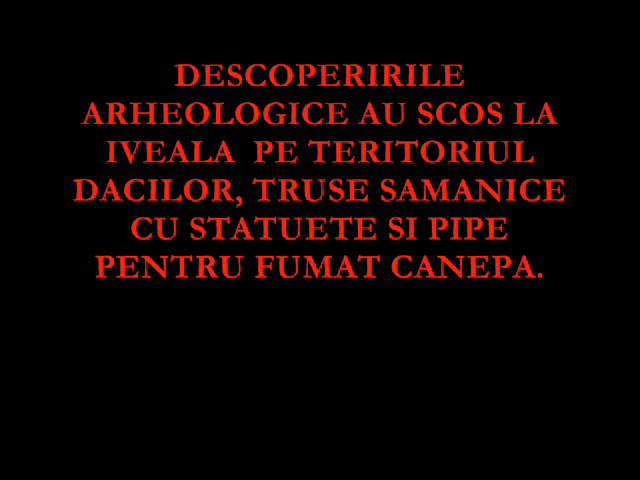 DESCOPERIRILE
ARHEOLOGICE AU SCOS LA
IVEALA  PE TERITORIUL
DACILOR, TRUSE SAMANICE
CU STATUETE SI PIPE
PENTRU FUMAT CANEPA.